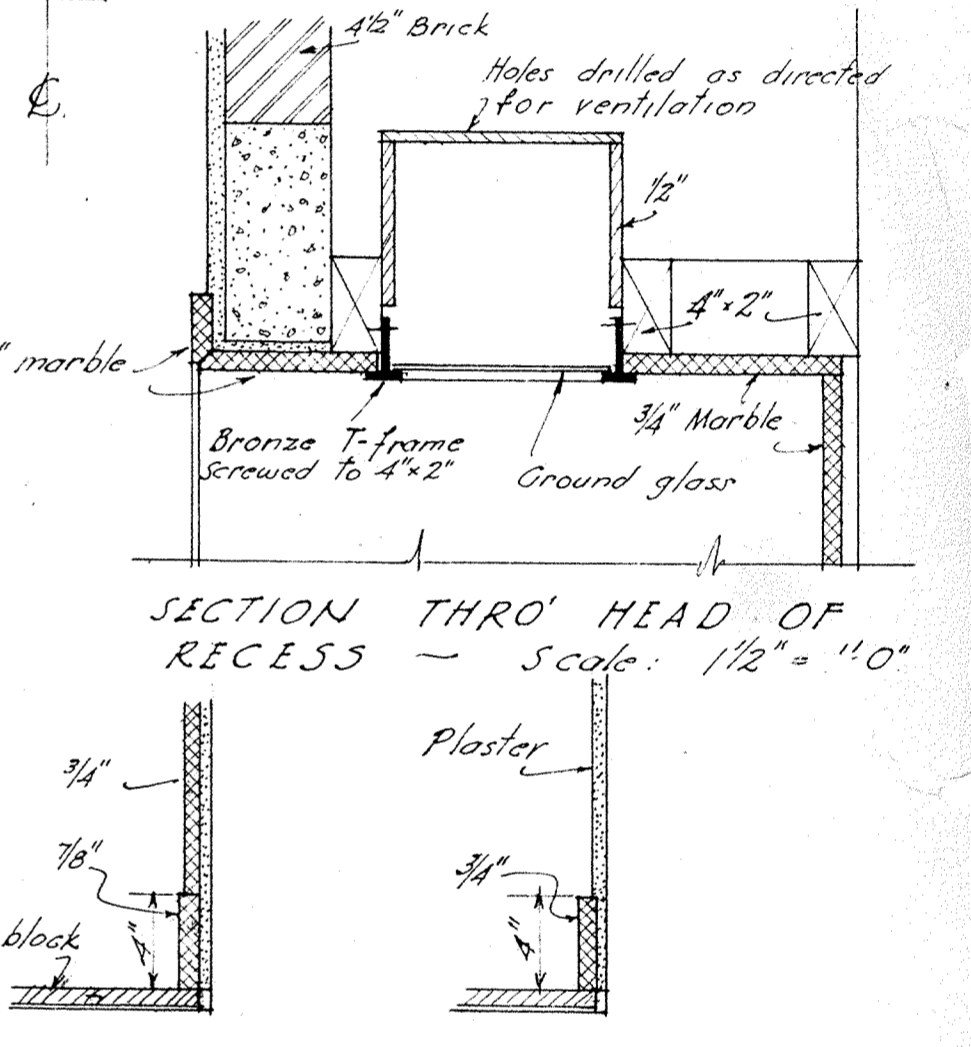 ℄
4½" Brick
Holes drilled as directed
for ventilation
½"
4"×2"
" marble
¾" Marble
Bronze T-frame
screwed to 4"×2"
Ground glass
SECTION THRO' HEAD OF
RECESS — Scale: 1½" = 1'-0"
Plaster
¾"
⅞"
¾"
4"
4"
block